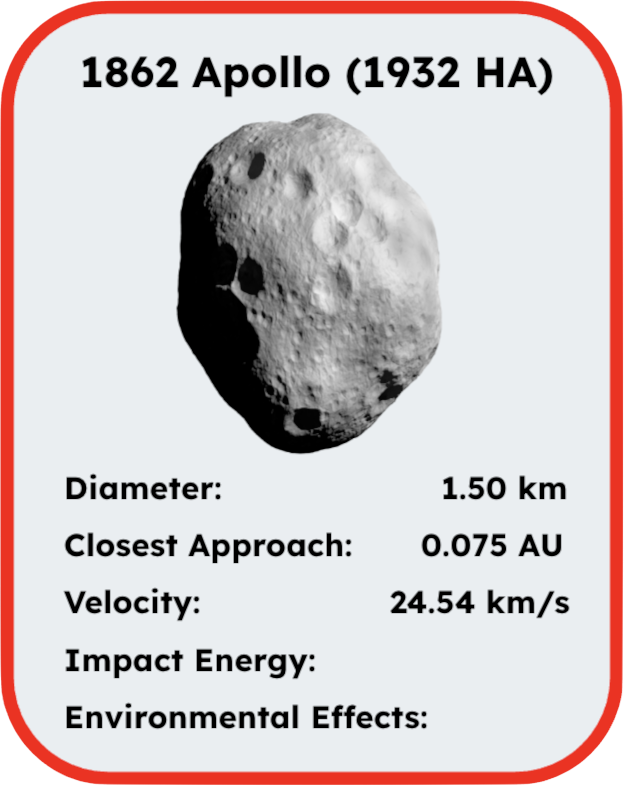 1862 Apollo (1932 HA)
Diameter: 1.50 km
Closest Approach: 0.075 AU
Velocity: 24.54 km/s
Impact Energy:
Environmental Effects: